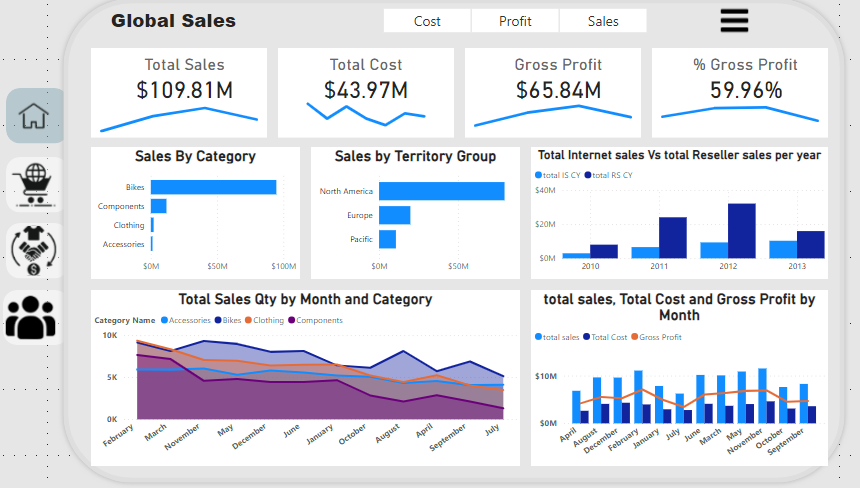 Global Sales
Cost Profit Sales
Total Sales
$109.81M
Total Cost
$43.97M
Gross Profit
$65.84M
% Gross Profit
59.96%
Sales By Category
Bikes
Components
Clothing
Accessories
$0M $50M $100M
Sales by Territory Group
North America
Europe
Pacific
$0M $50M
Total Internet sales Vs total Reseller sales per year
total IS CY total RS CY
$40M
$20M
$0M
2010 2011 2012 2013
Total Sales Qty by Month and Category
Category Name Accessories Bikes Clothing Components
10K
5K
0K
February March November May December June January October August April September July
total sales, Total Cost and Gross Profit by
Month
total sales Total Cost Gross Profit
$10M
$0M
April August December February January July June March May November October September